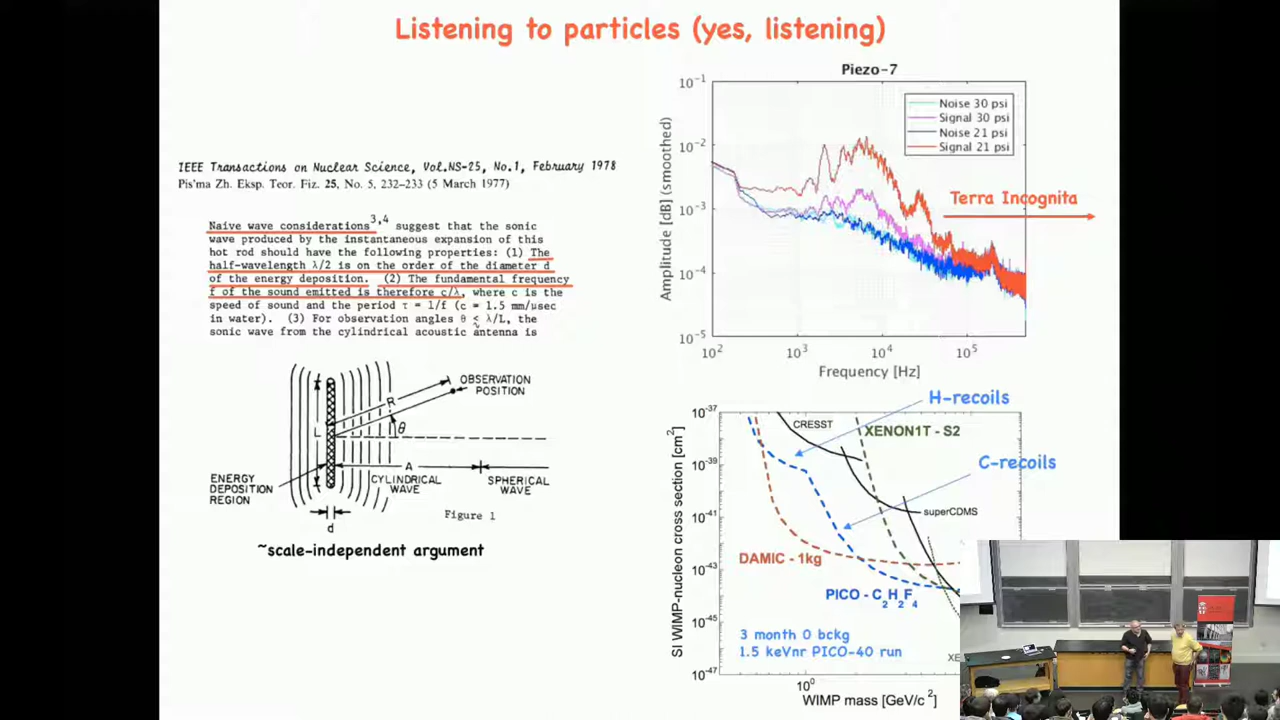 Listening to particles (yes, listening)
IEEE Transactions on Nuclear Science, Vol.NS-25, No.1, February 1978
Pis'ma Zh. Eksp. Teor. Fiz. 25, No. 5, 232-233 (5 March 1977)
Naive wave considerations3,4 suggest that the sonic
wave produced by the instantaneous expansion of this
hot rod should have the following properties: (1) The
half-wavelength λ/2 is on the order of the diameter d
of the energy deposition. (2) The fundamental frequency
f of the sound emitted is therefore c/λ, where c is the
speed of sound and the period τ = 1/f (c = 1.5 mm/μsec
in water). (3) For observation angles θ ≲ λ/L, the
sonic wave from the cylindrical acoustic antenna is
OBSERVATION
POSITION
R
θ
L
A
ENERGY
DEPOSITION
REGION
CYLINDRICAL
WAVE
SPHERICAL
WAVE
d
Figure 1
~scale-independent argument
Piezo-7
Noise 30 psi
Signal 30 psi
Noise 21 psi
Signal 21 psi
Terra Incognita
Amplitude [dB] (smoothed)
10-1
10-2
10-3
10-4
10-5
102 103 104 105
Frequency [Hz]
H-recoils
C-recoils
CRESST
XENON1T - S2
superCDMS
DAMIC - 1kg
PICO - C2H2F4
3 month 0 bckg
1.5 keVnr PICO-40 run
XE
SI WIMP-nucleon cross section [cm2]
10-37
10-39
10-41
10-43
10-45
10-47
100
WIMP mass [GeV/c2]